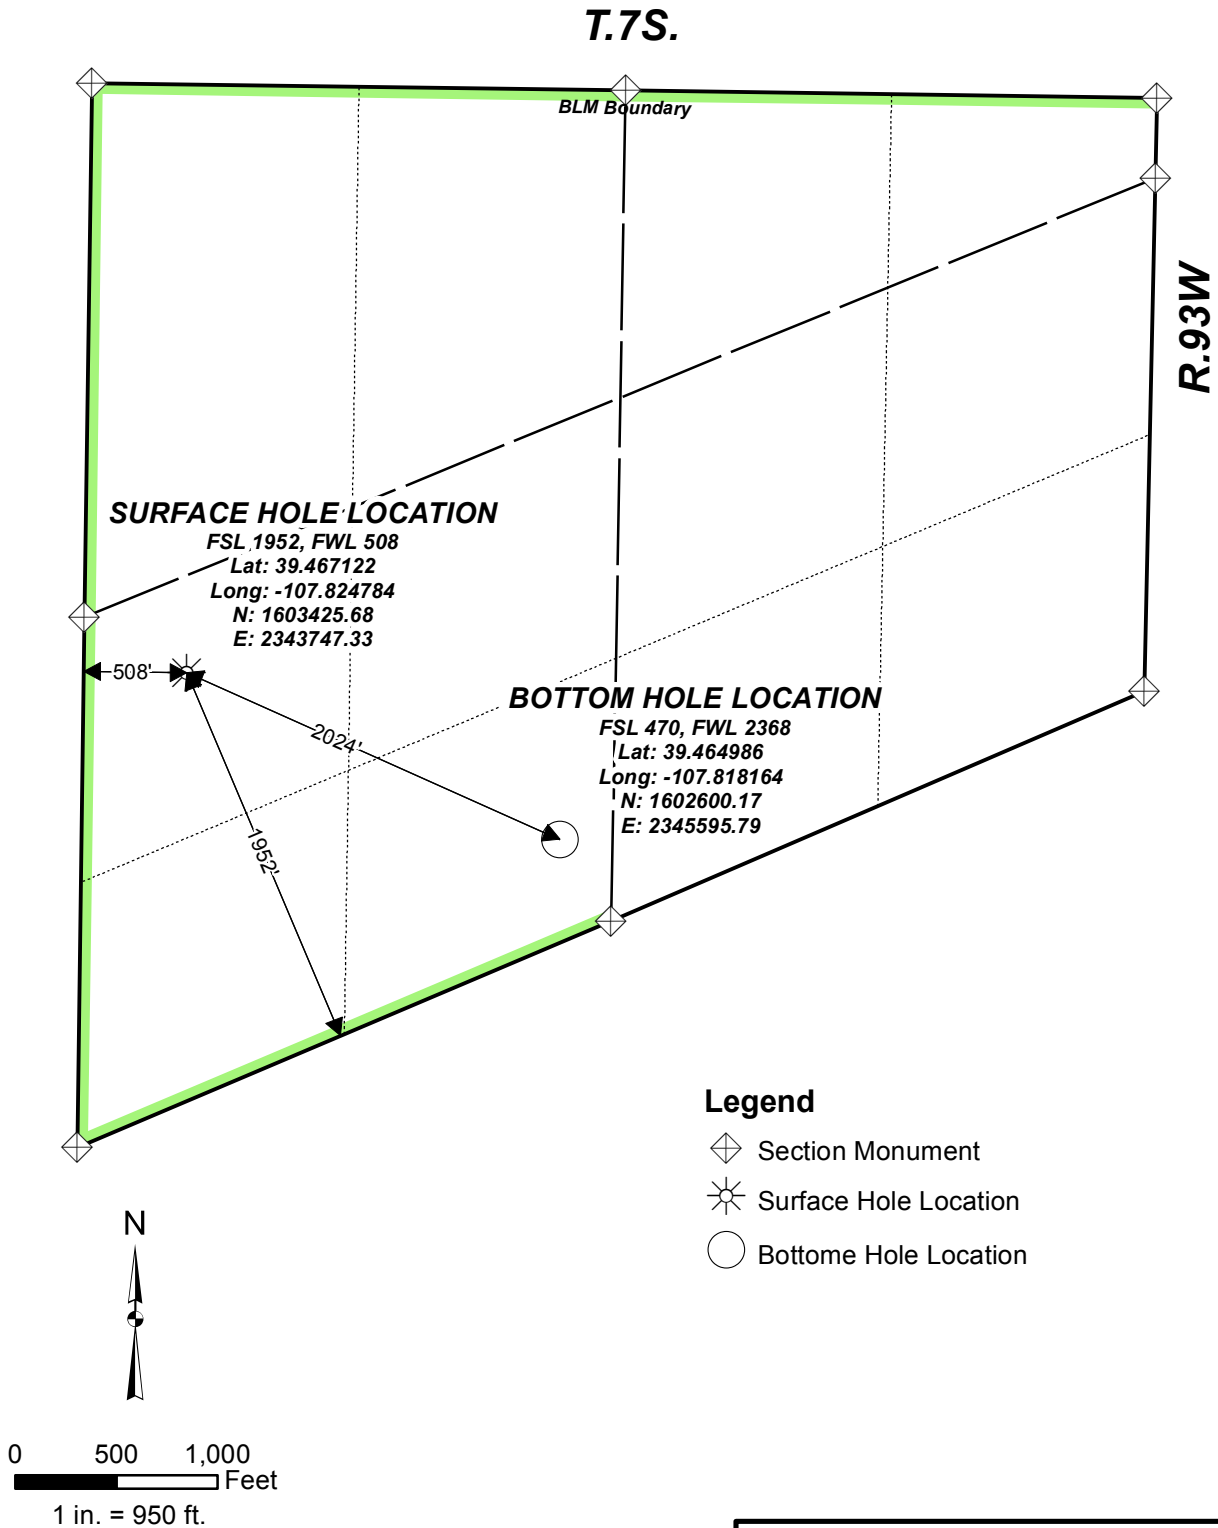 T.7S.
BLM Boundary
R.93W
SURFACE HOLE LOCATION
FSL 1952, FWL 508
Lat: 39.467122
Long: -107.824784
N: 1603425.68
E: 2343747.33
508'
2024'
1952'
BOTTOM HOLE LOCATION
FSL 470, FWL 2368
Lat: 39.464986
Long: -107.818164
N: 1602600.17
E: 2345595.79
Legend
Section Monument
Surface Hole Location
Bottome Hole Location
N
0 500 1,000
Feet
1 in. = 950 ft.